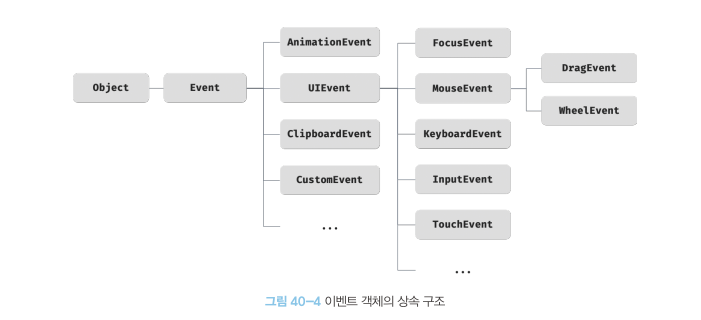 AnimationEvent
FocusEvent
DragEvent
Object
Event
UIEvent
MouseEvent
WheelEvent
ClipboardEvent
KeyboardEvent
CustomEvent
InputEvent
...
TouchEvent
...
그림 40-4 이벤트 객체의 상속 구조